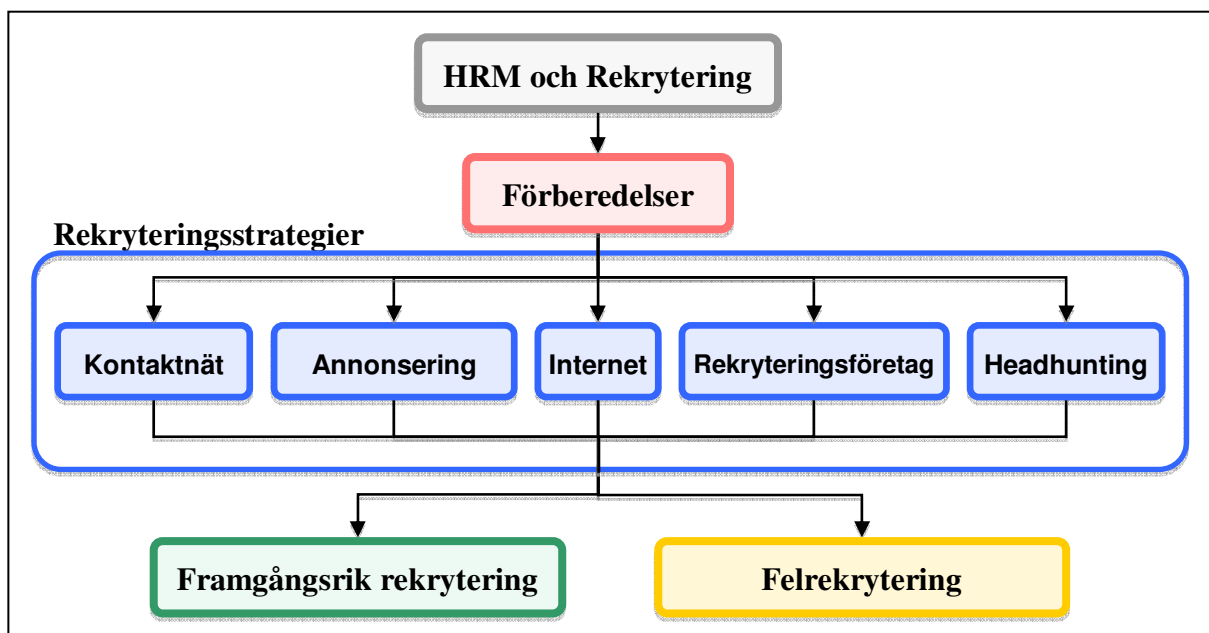 HRM och Rekrytering
Förberedelser
Rekryteringsstrategier
Kontaktnät
Annonsering
Internet
Rekryteringsföretag
Headhunting
Framgångsrik rekrytering
Felrekrytering